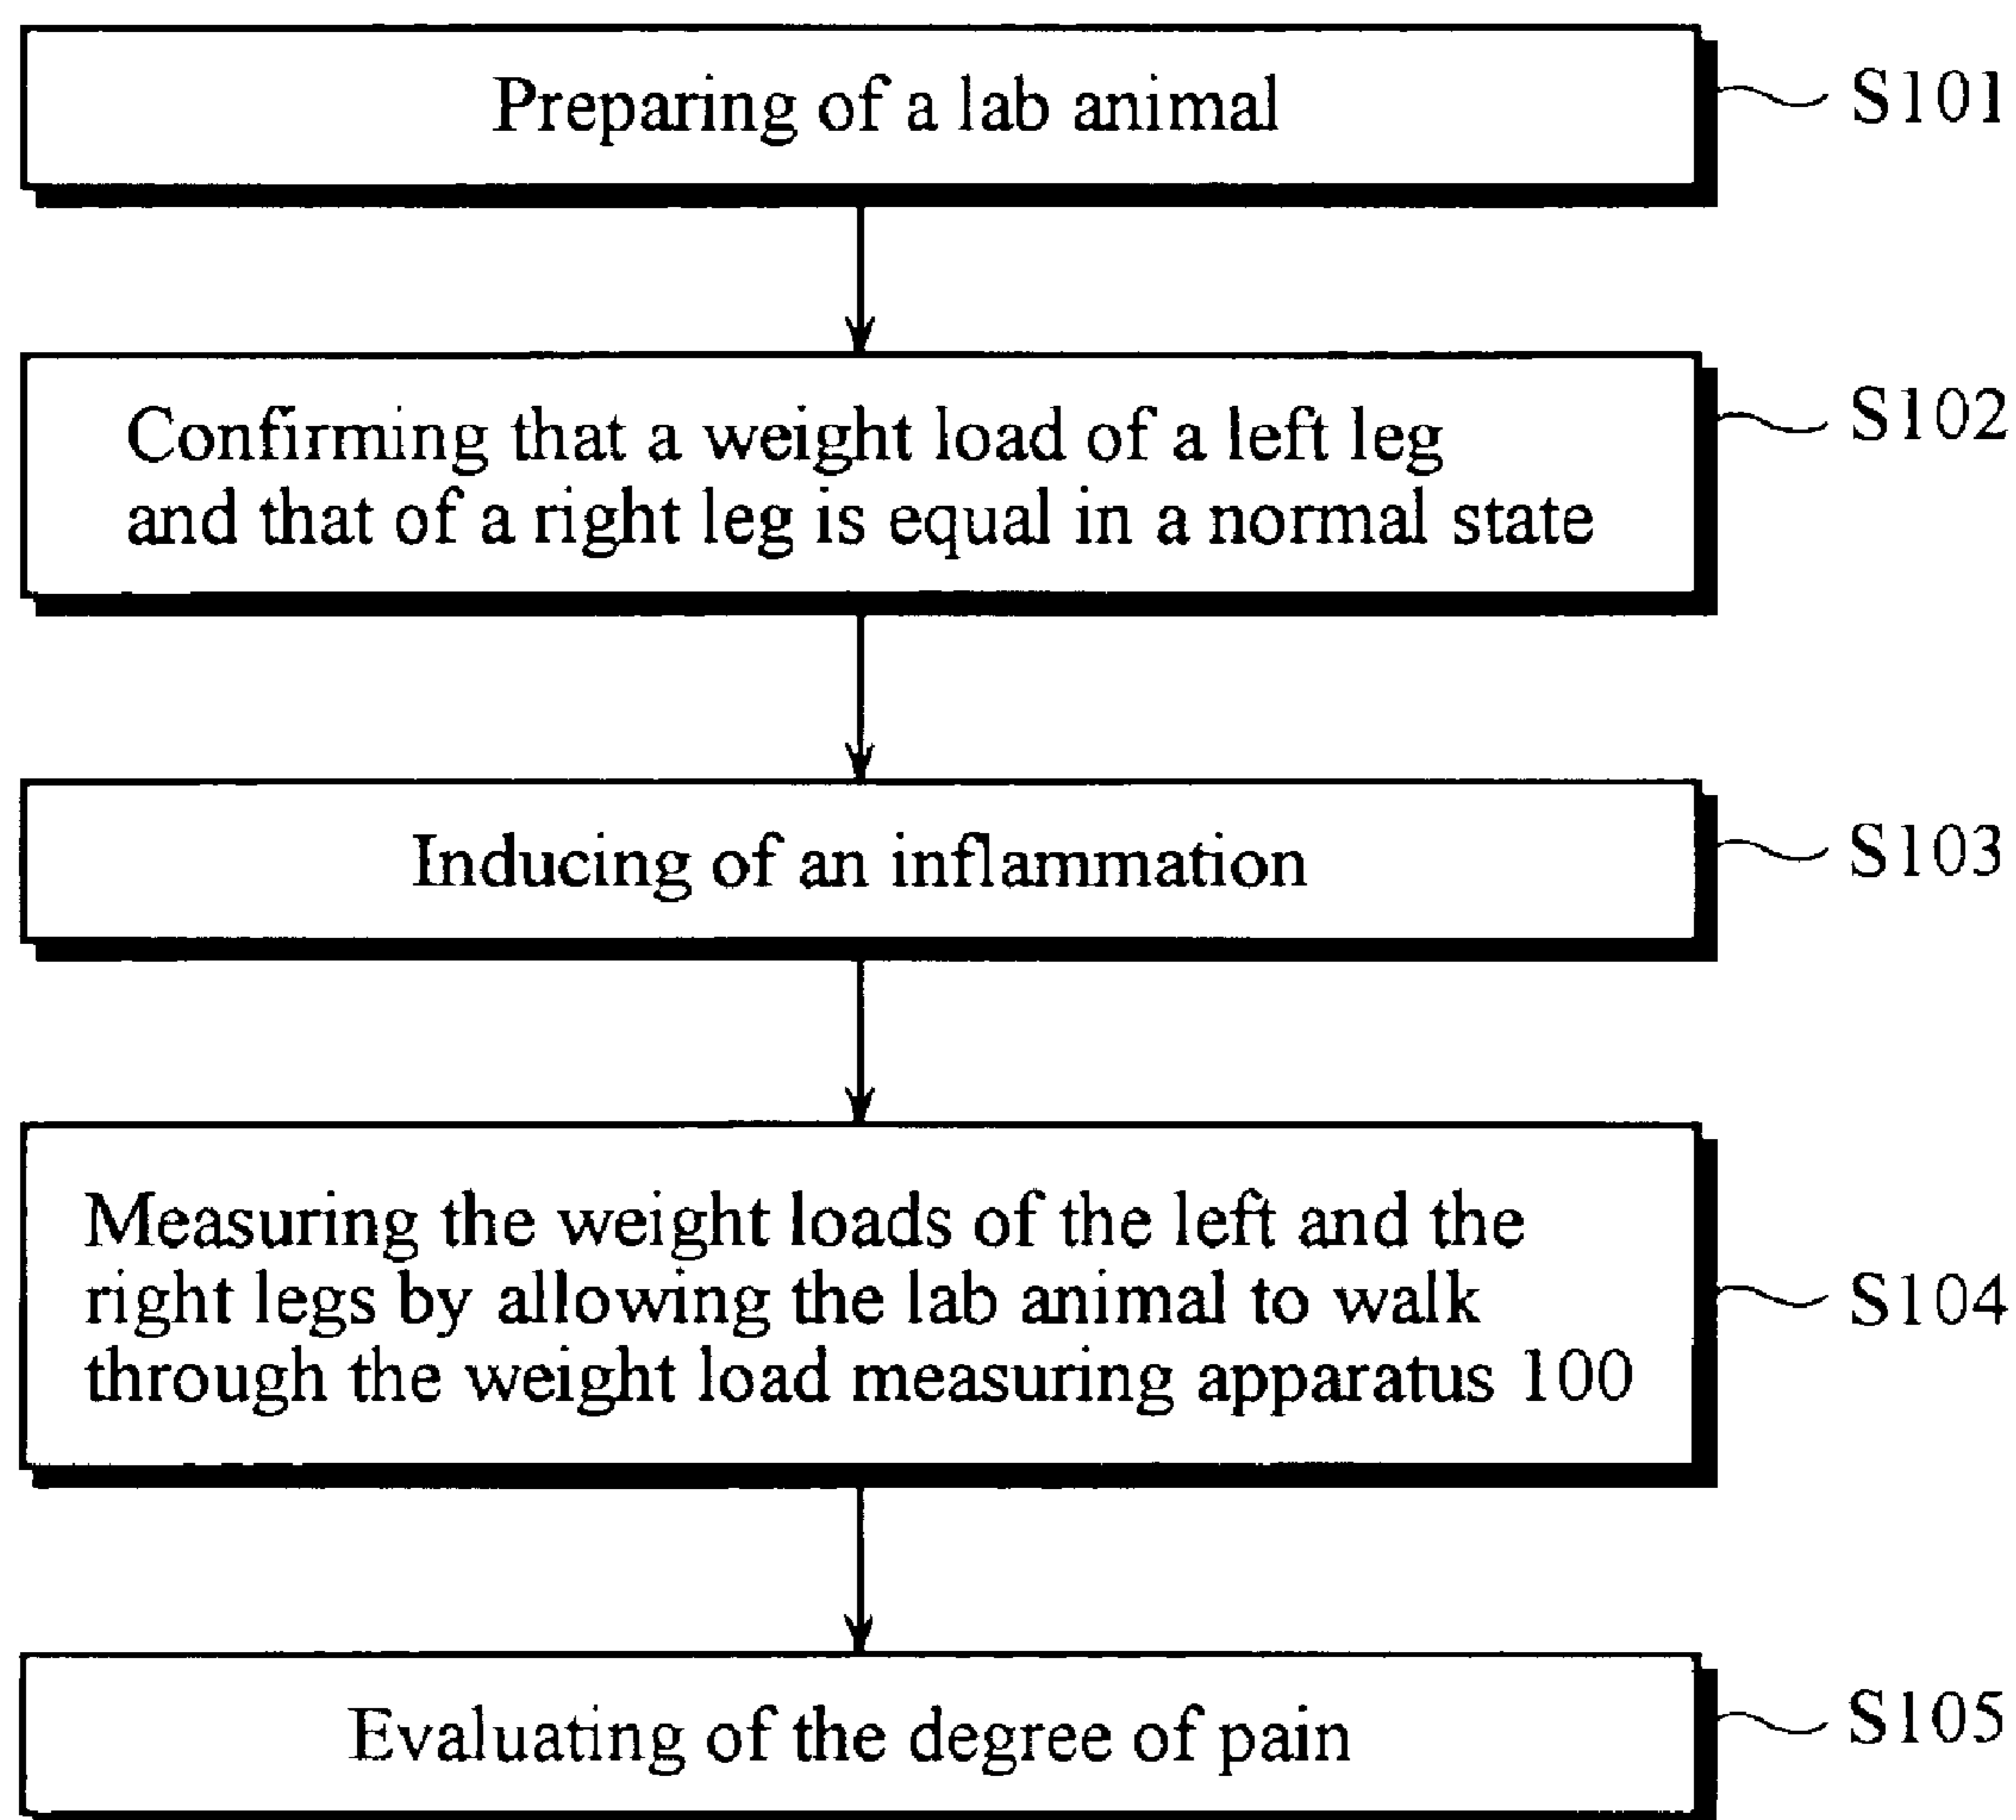 Preparing of a lab animal
S101
Confirming that a weight load of a left leg
and that of a right leg is equal in a normal state
S102
Inducing of an inflammation
S103
Measuring the weight loads of the left and the
right legs by allowing the lab animal to walk
through the weight load measuring apparatus 100
S104
Evaluating of the degree of pain
S105